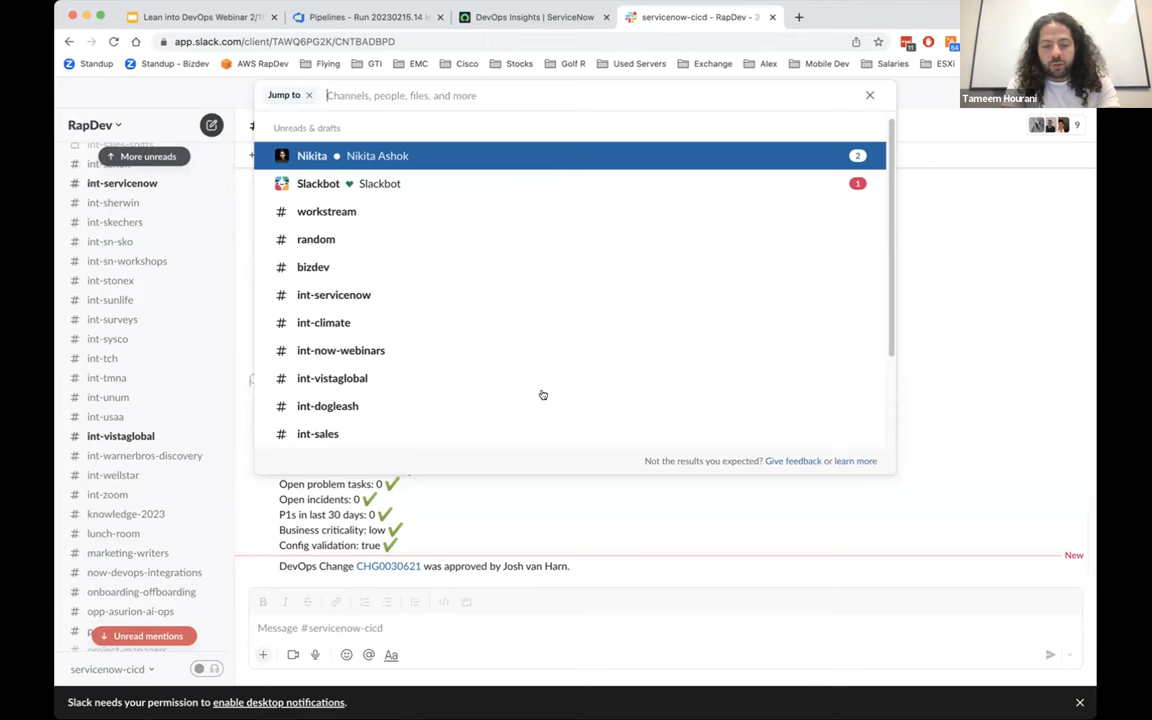 Lean into DevOps Webinar 2/1
Pipelines - Run 20230215.14 l
DevOps Insights | ServiceNow
servicenow-cicd - RapDev - 3
app.slack.com/client/TAWQ6PG2K/CNTBADBPD
11
64
Standup
Standup - Bizdev
AWS RapDev
Flying
GTI
EMC
Cisco
Stocks
Golf R
Used Servers
Exchange
Alex
Mobile Dev
Salaries
ESXi
Tameem Hourani
Jump to
Channels, people, files, and more
RapDev
9
Unreads & drafts
More unreads
Nikita Nikita Ashok 2
Slackbot Slackbot 1
# workstream
# random
# bizdev
# int-servicenow
# int-climate
# int-now-webinars
# int-vistaglobal
# int-dogleash
# int-sales
Not the results you expected? Give feedback or learn more
# int-servicenow
# int-sherwin
# int-skechers
# int-sn-sko
# int-sn-workshops
# int-stonex
# int-sunlife
# int-surveys
# int-sysco
# int-tch
# int-tmna
# int-unum
# int-usaa
# int-vistaglobal
# int-warnerbros-discovery
# int-wellstar
# int-zoom
# knowledge-2023
# lunch-room
# marketing-writers
# now-devops-integrations
# onboarding-offboarding
# opp-asurion-ai-ops
Unread mentions
servicenow-cicd
Open problem tasks: 0 ✔
Open incidents: 0 ✔
P1s in last 30 days: 0 ✔
Business criticality: low ✔
Config validation: true ✔
New
DevOps Change CHG0030621 was approved by Josh van Harn.
Message #servicenow-cicd
Aa
Slack needs your permission to enable desktop notifications.